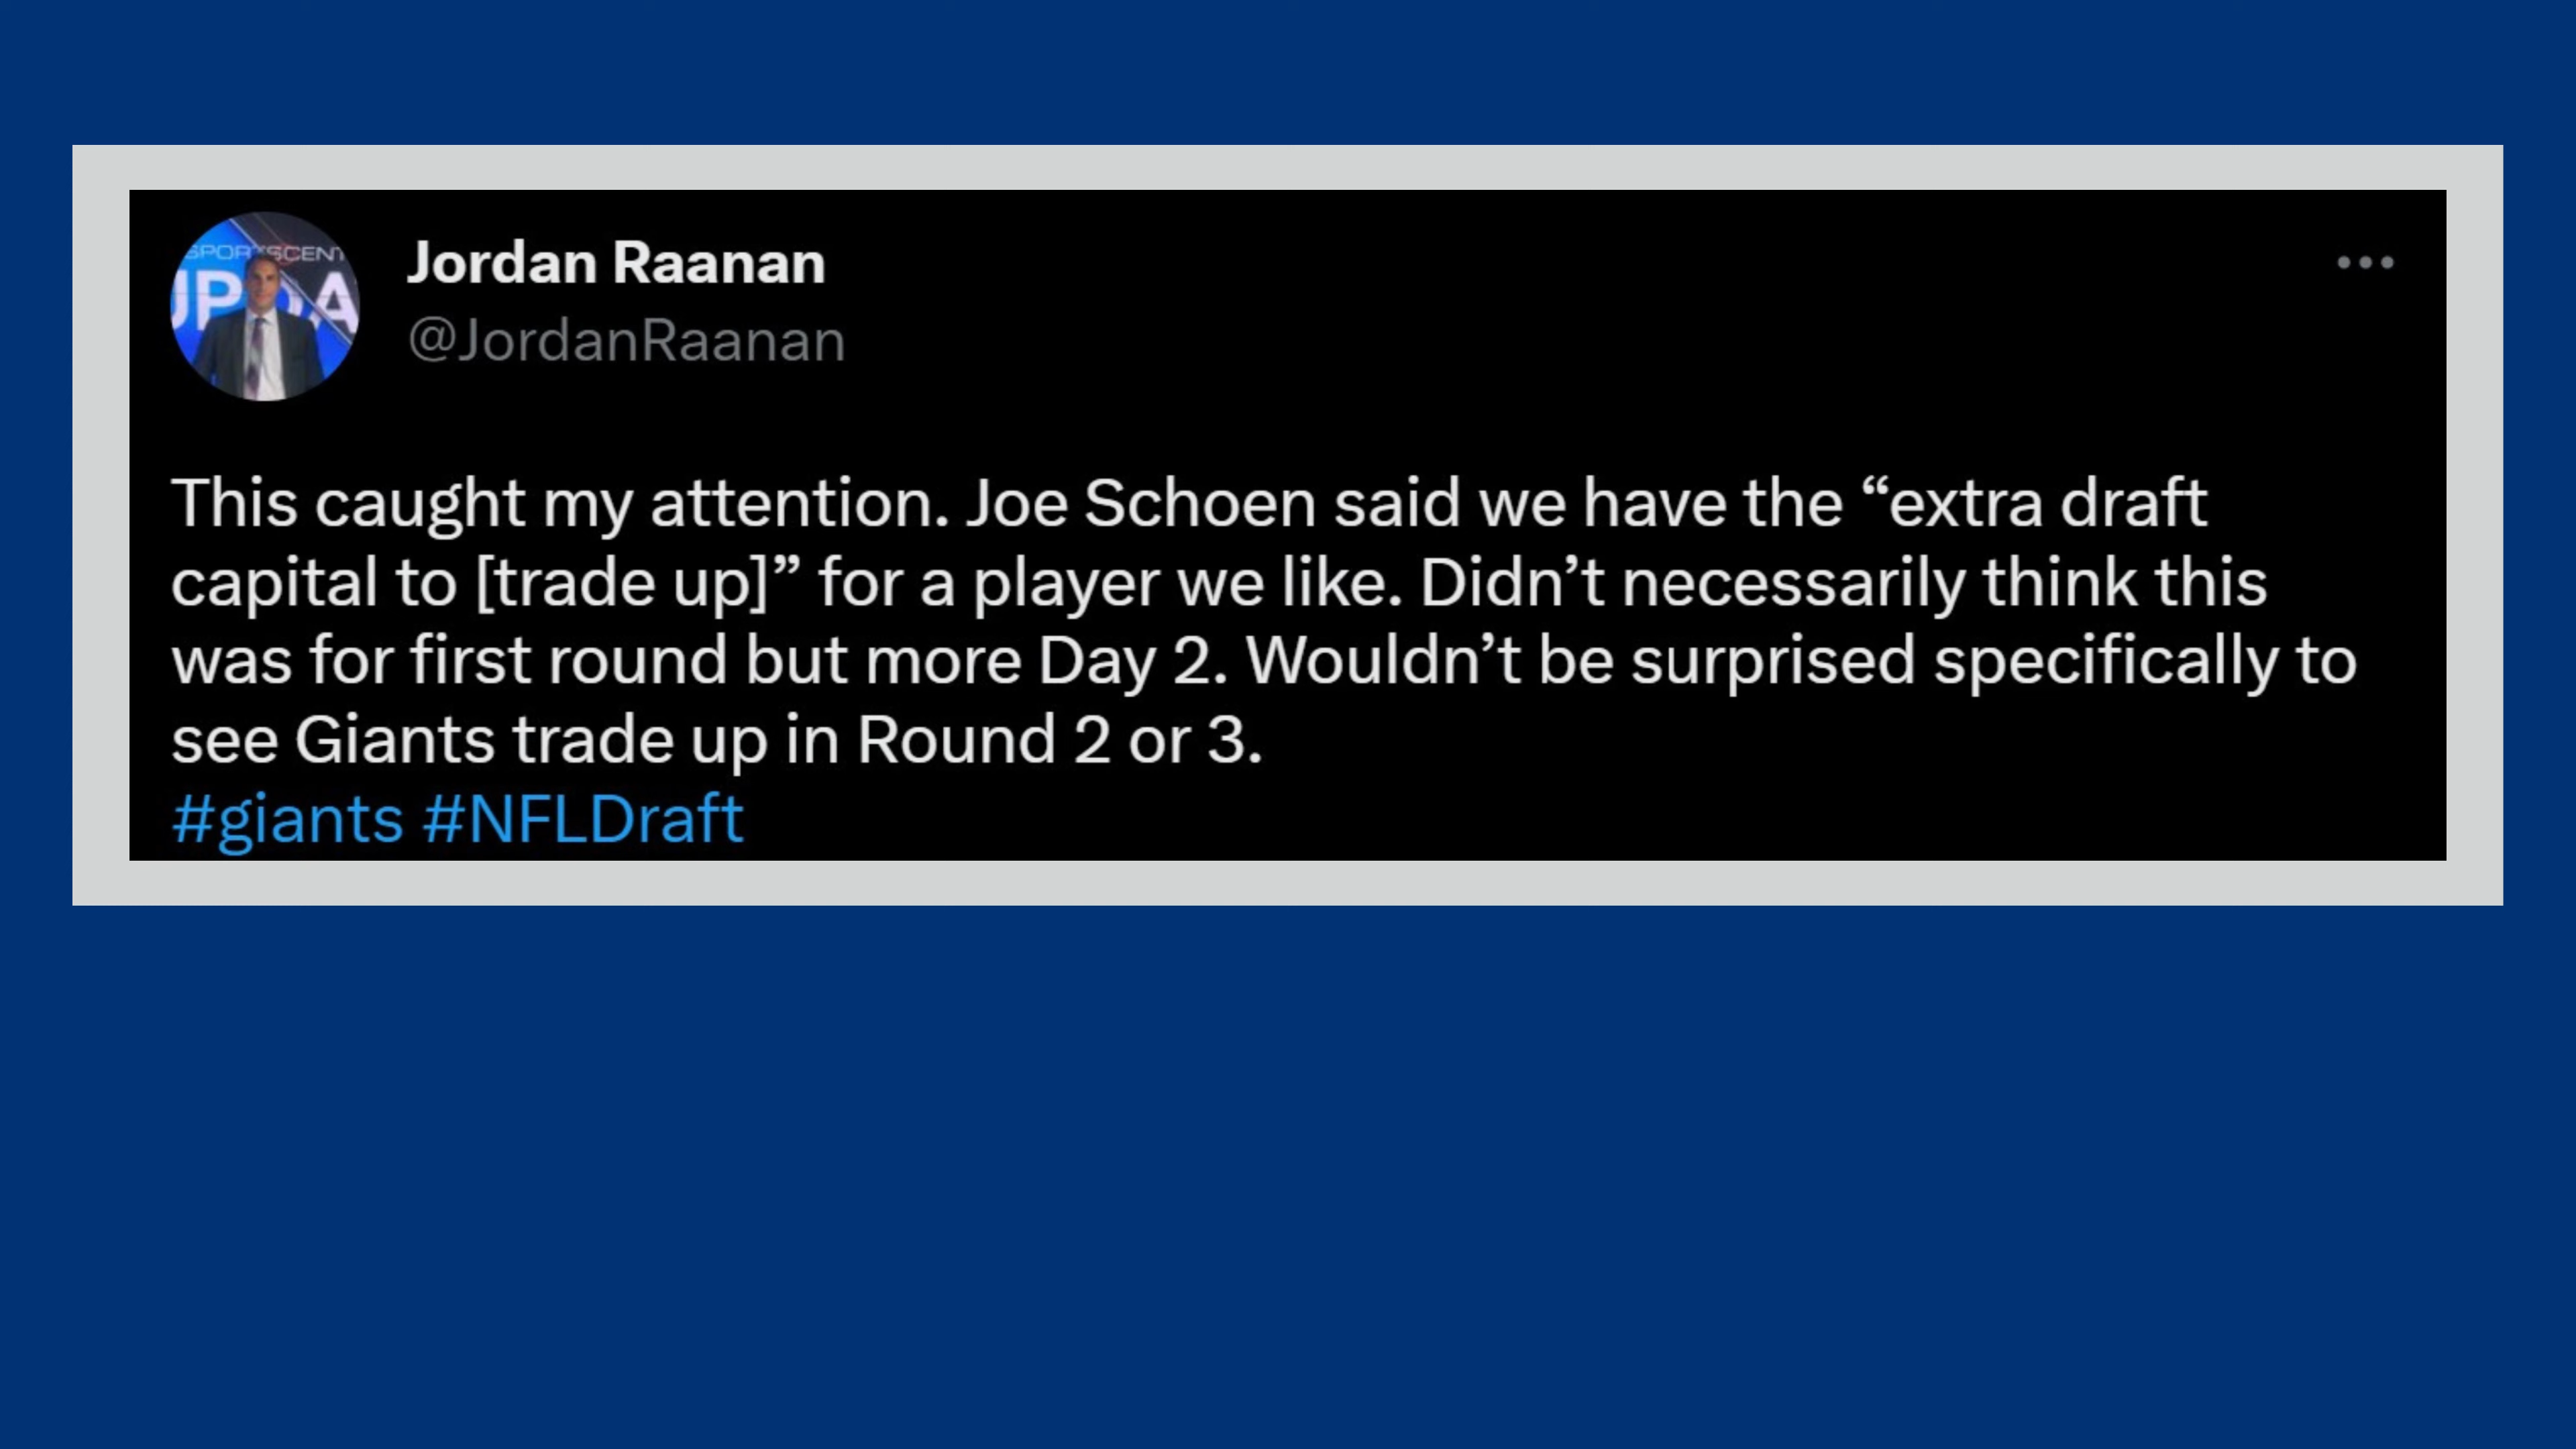 SPORTSCENT
UPDA
Jordan Raanan
@JordanRaanan
This caught my attention. Joe Schoen said we have the “extra draft
capital to [trade up]” for a player we like. Didn’t necessarily think this
was for first round but more Day 2. Wouldn’t be surprised specifically to
see Giants trade up in Round 2 or 3.
#giants #NFLDraft